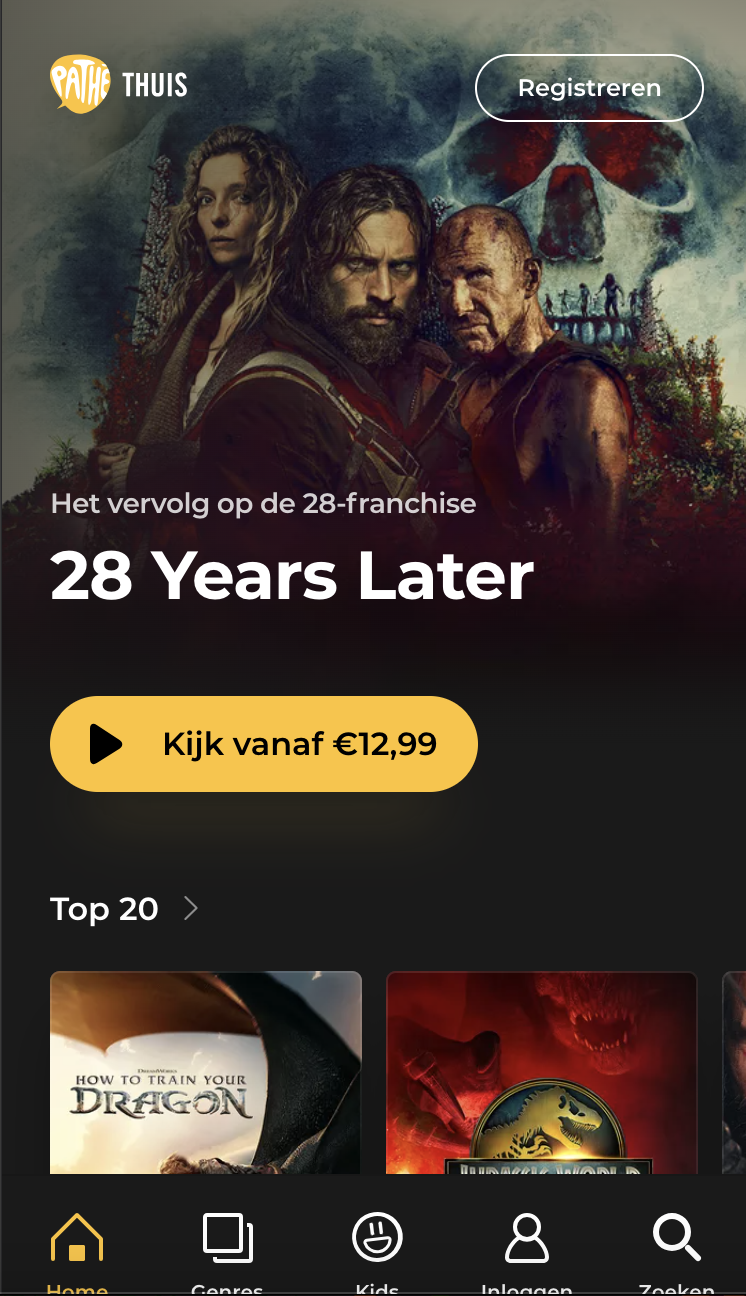 PATHÉ THUIS
Registreren
Het vervolg op de 28-franchise
28 Years Later
Kijk vanaf €12,99
Top 20
DREAMWORKS
HOW TO TRAIN YOUR
DRAGON
JURASSIC WORLD
Home
Genres
Kids
Inloggen
Zoeken